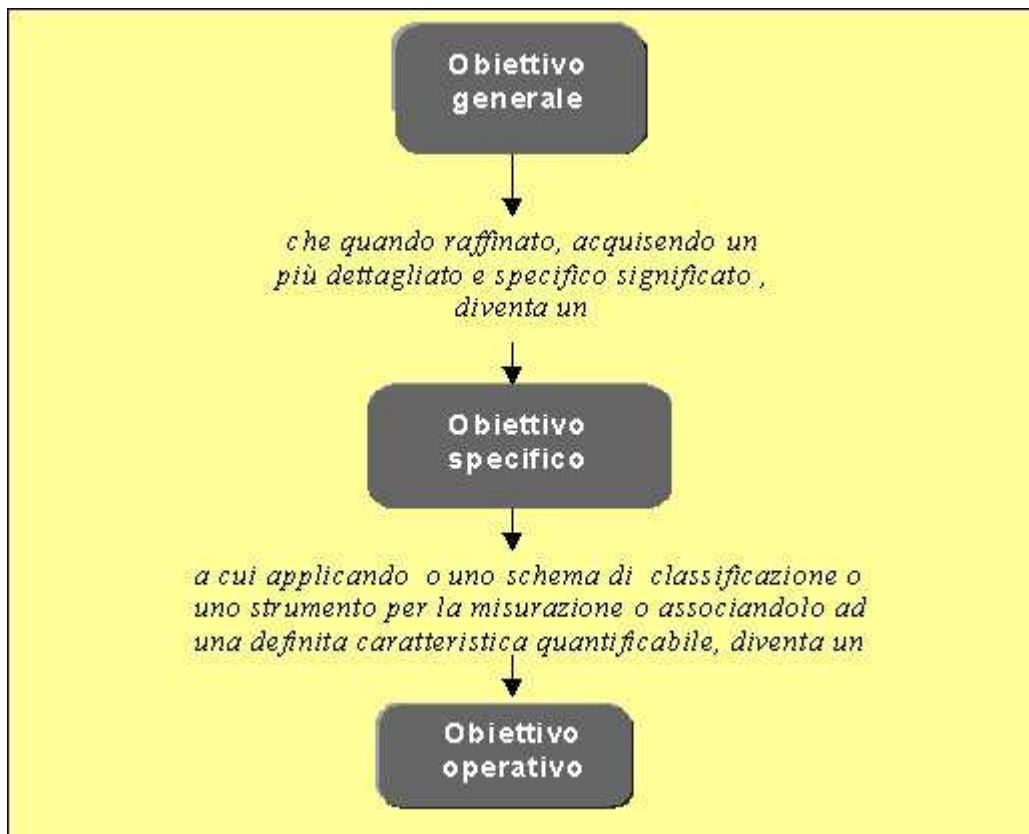 Obiettivo
generale
che quando raffinato, acquisendo un
più dettagliato e specifico significato ,
diventa un
Obiettivo
specifico
a cui applicando o uno schema di classificazione o
uno strumento per la misurazione o associandolo ad
una definita caratteristica quantificabile, diventa un
Obiettivo
operativo